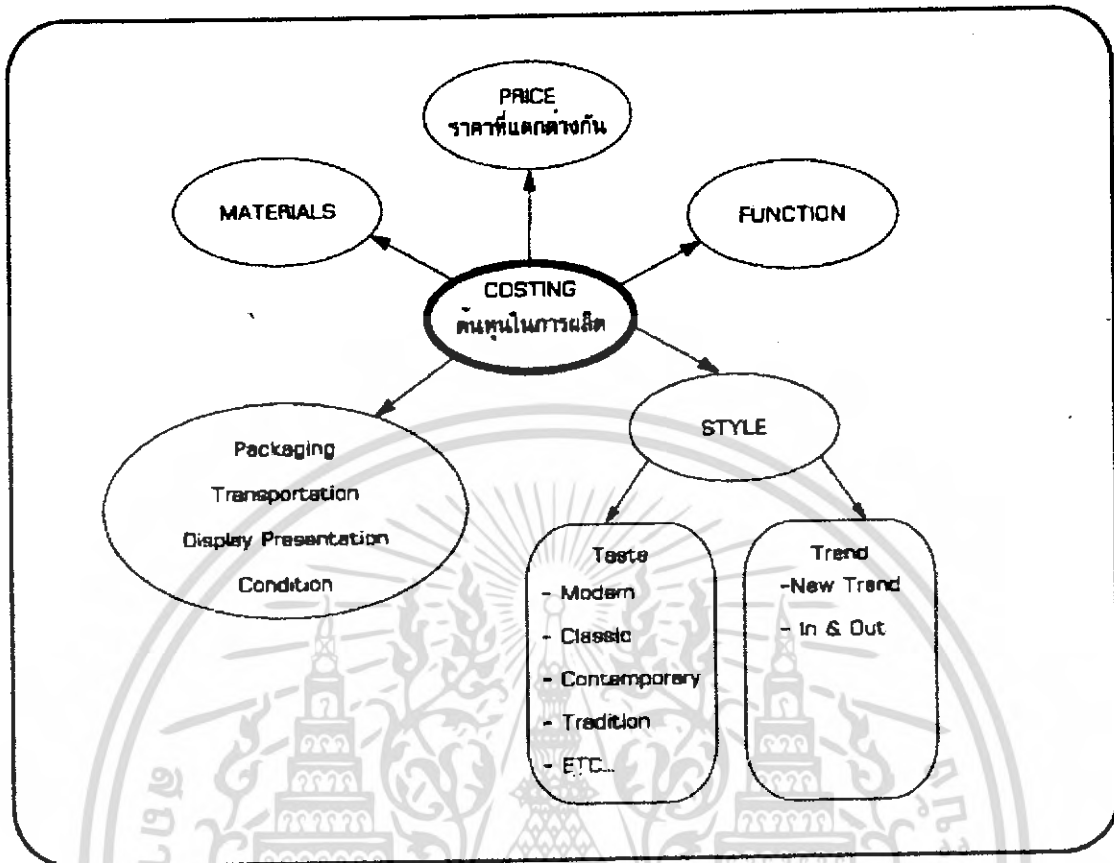 PRICE
ราคาที่แตกต่างกัน
MATERIALS
FUNCTION
COSTING
ต้นทุนในการผลิต
STYLE
Packaging
Transportation
Display Presentation
Condition
Taste
- Modern
- Classic
- Contemporary
- Tradition
- ETC...
Trend
-New Trend
- In & Out